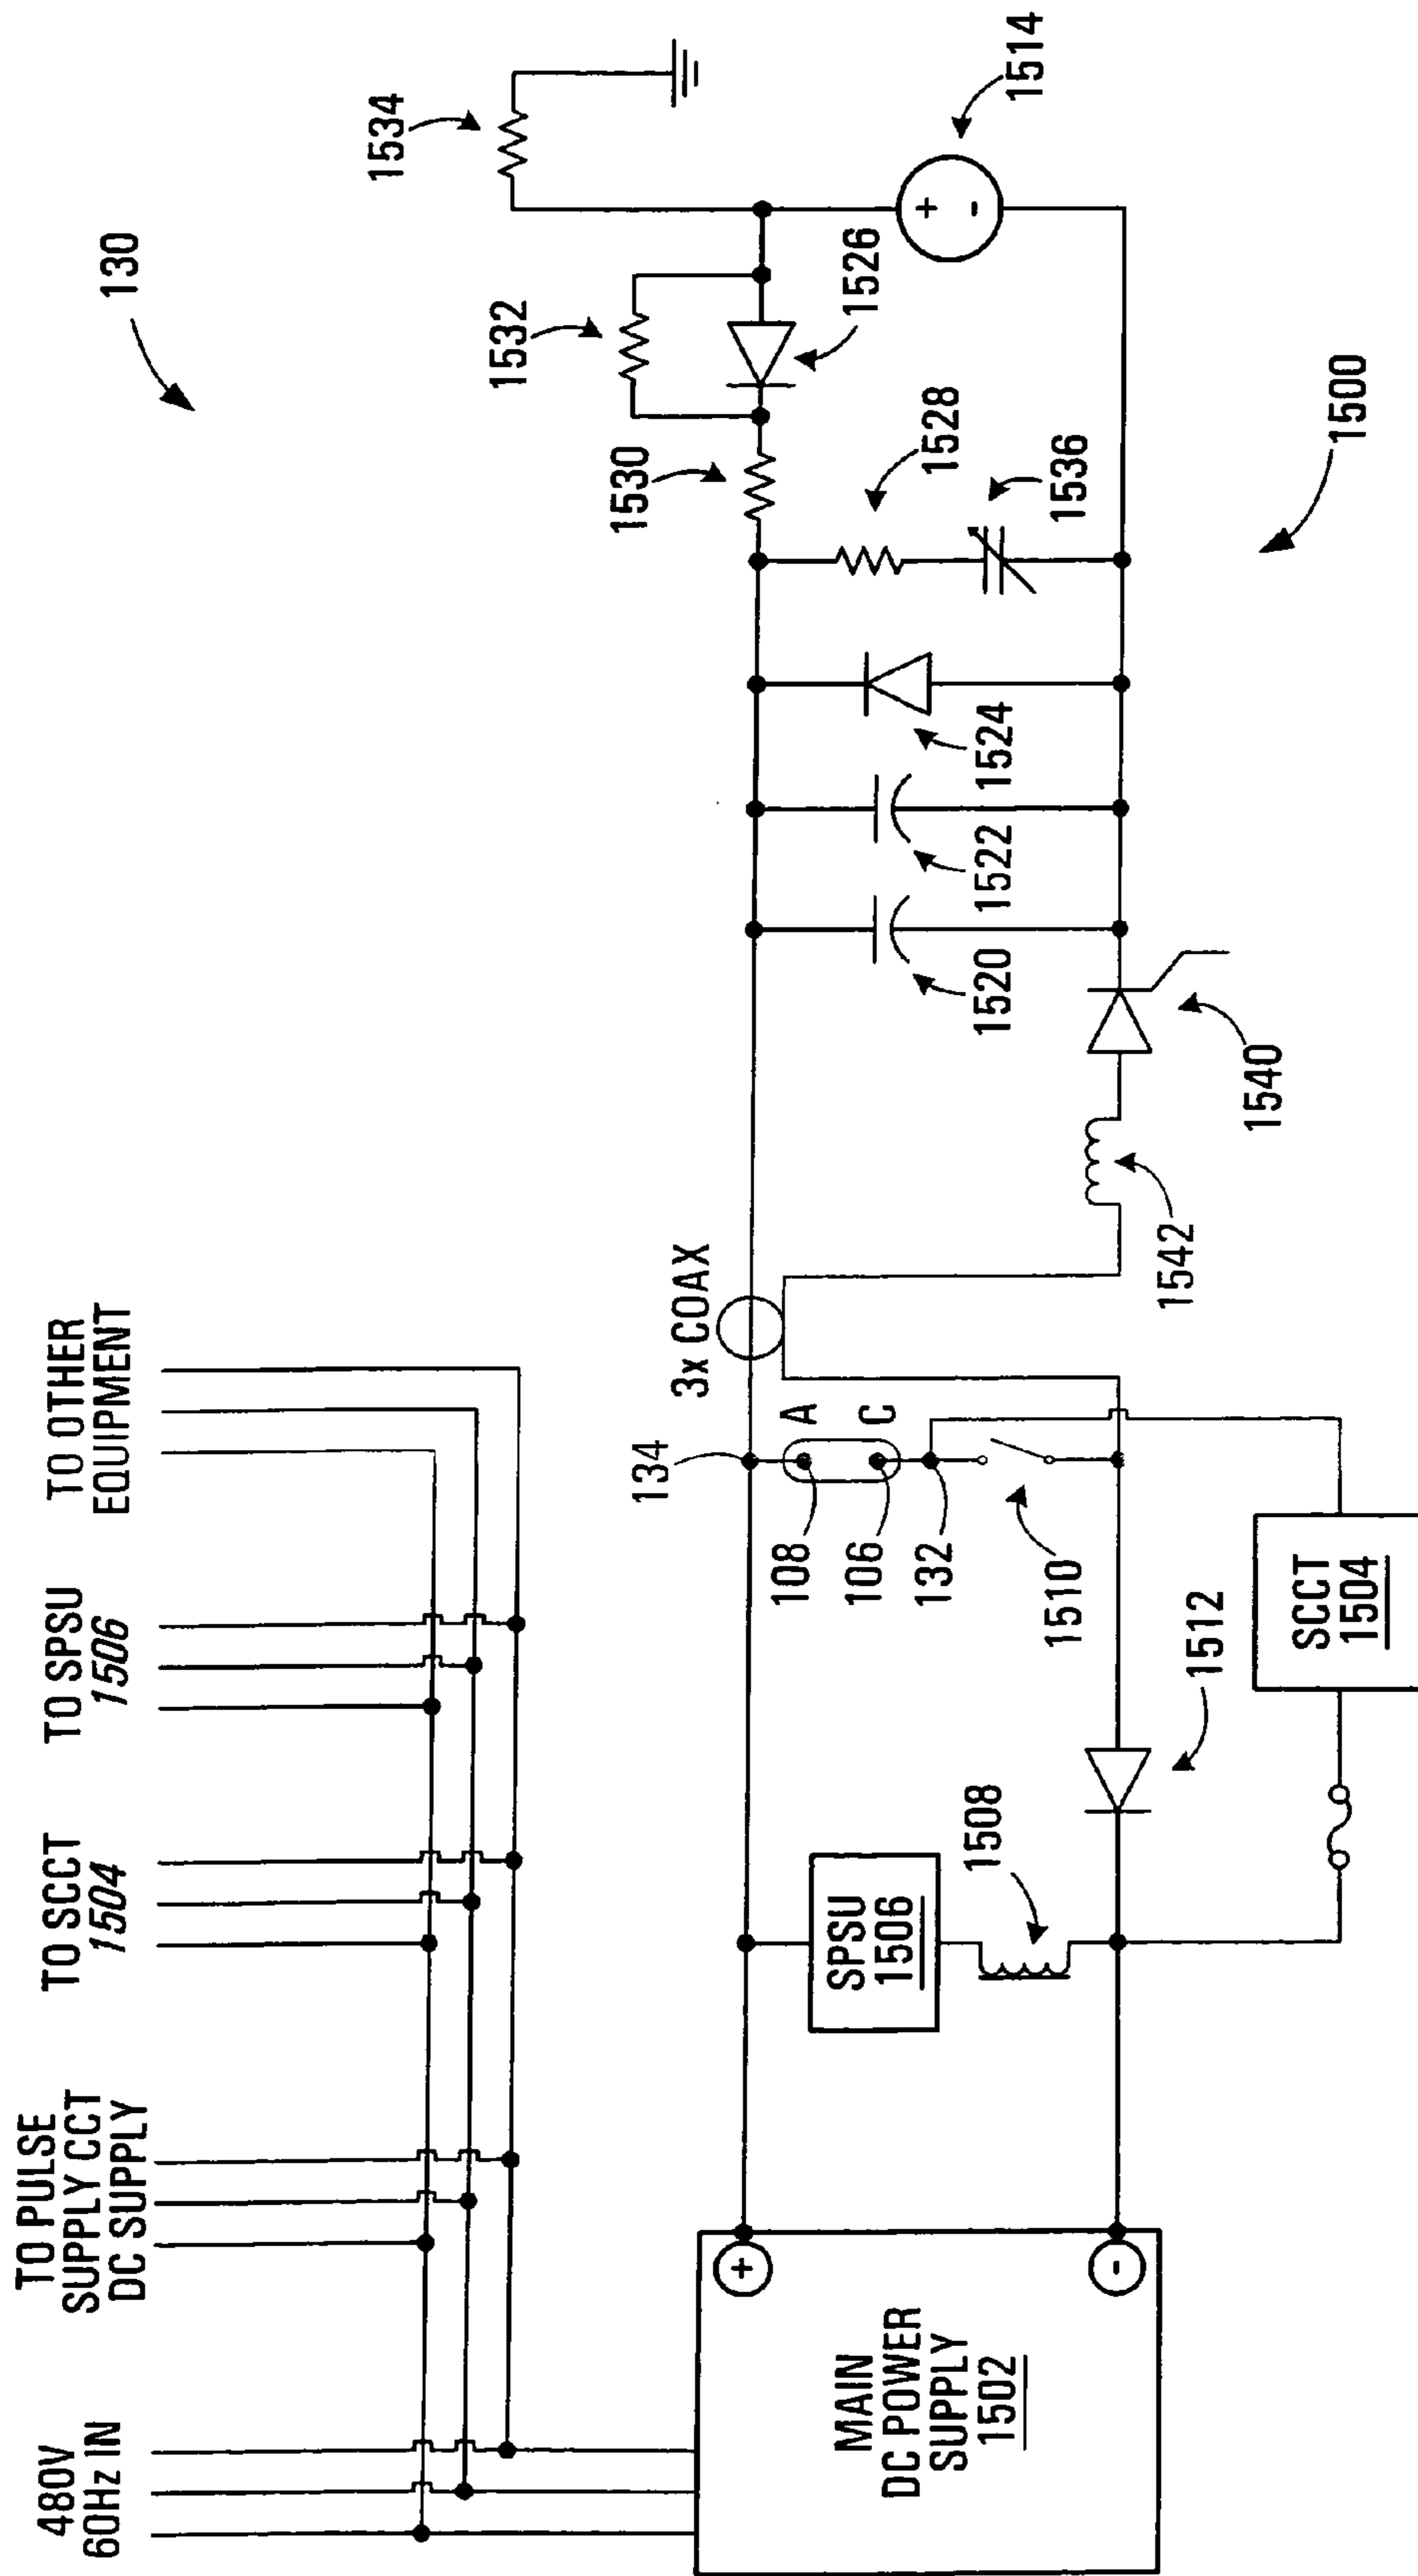 480V
60Hz IN
TO PULSE
SUPPLY CCT
DC SUPPLY
TO SCCT
1504
TO SPSU
1506
TO OTHER
EQUIPMENT
130
MAIN
DC POWER
SUPPLY
1502
+
-
SPSU
1506
1508
1512
SCCT
1504
134
108
106
132
A
C
1510
3x COAX
1542
1540
1520
1522
1524
1528
1536
1530
1532
1526
1534
+
-
1514
1500